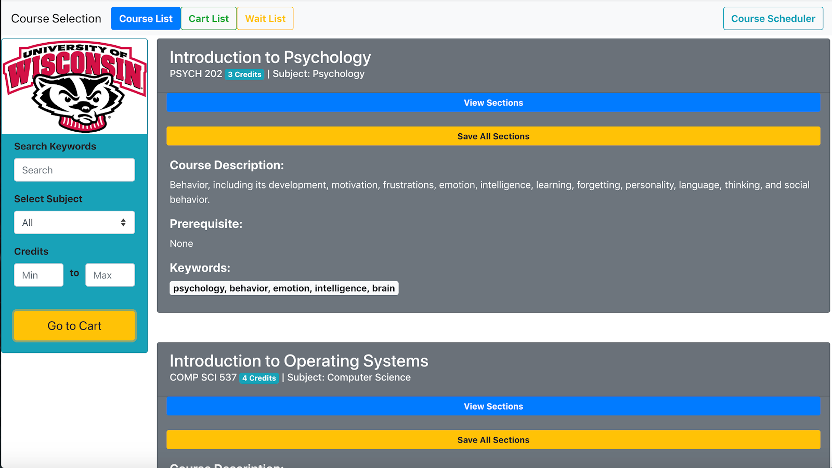 Course Selection Course List Cart List Wait List Course Scheduler
UNIVERSITY OF
WISCONSIN
Search Keywords
Search
Select Subject
All
Credits
Min to Max
Go to Cart
Introduction to Psychology
PSYCH 202 3 Credits | Subject: Psychology
View Sections
Save All Sections
Course Description:
Behavior, including its development, motivation, frustrations, emotion, intelligence, learning, forgetting, personality, language, thinking, and social
behavior.
Prerequisite:
None
Keywords:
psychology, behavior, emotion, intelligence, brain
Introduction to Operating Systems
COMP SCI 537 4 Credits | Subject: Computer Science
View Sections
Save All Sections
Course Description: